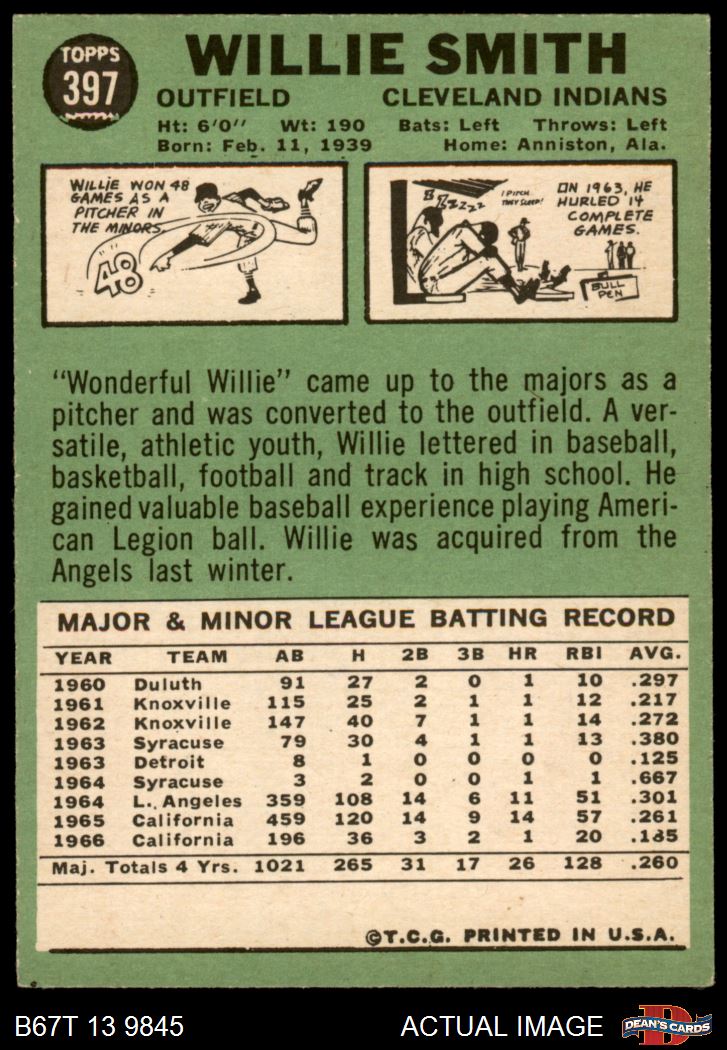 TOPPS
397
WILLIE SMITH
OUTFIELD CLEVELAND INDIANS
Ht: 6'0" Wt: 190 Bats: Left Throws: Left
Born: Feb. 11, 1939 Home: Anniston, Ala.
WILLIE WON 48
GAMES AS A
PITCHER IN
THE MINORS.
48
ZZZZZZ
I PITCH
THEY SLEEP!
IN 1963, HE
HURLED 14
COMPLETE
GAMES.
BULL
PEN
"Wonderful Willie" came up to the majors as a
pitcher and was converted to the outfield. A ver-
satile, athletic youth, Willie lettered in baseball,
basketball, football and track in high school. He
gained valuable baseball experience playing Ameri-
can Legion ball. Willie was acquired from the
Angels last winter.
MAJOR & MINOR LEAGUE BATTING RECORD
YEAR TEAM AB H 2B 3B HR RBI AVG.
1960 Duluth 91 27 2 0 1 10 .297
1961 Knoxville 115 25 2 1 1 12 .217
1962 Knoxville 147 40 7 1 1 14 .272
1963 Syracuse 79 30 4 1 1 13 .380
1963 Detroit 8 1 0 0 0 0 .125
1964 Syracuse 3 2 0 0 1 1 .667
1964 L. Angeles 359 108 14 6 11 51 .301
1965 California 459 120 14 9 14 57 .261
1966 California 196 36 3 2 1 20 .185
Maj. Totals 4 Yrs. 1021 265 31 17 26 128 .260
©T.C.G. PRINTED IN U.S.A.
B67T 13 9845 ACTUAL IMAGE
D
DEAN'S CARDS